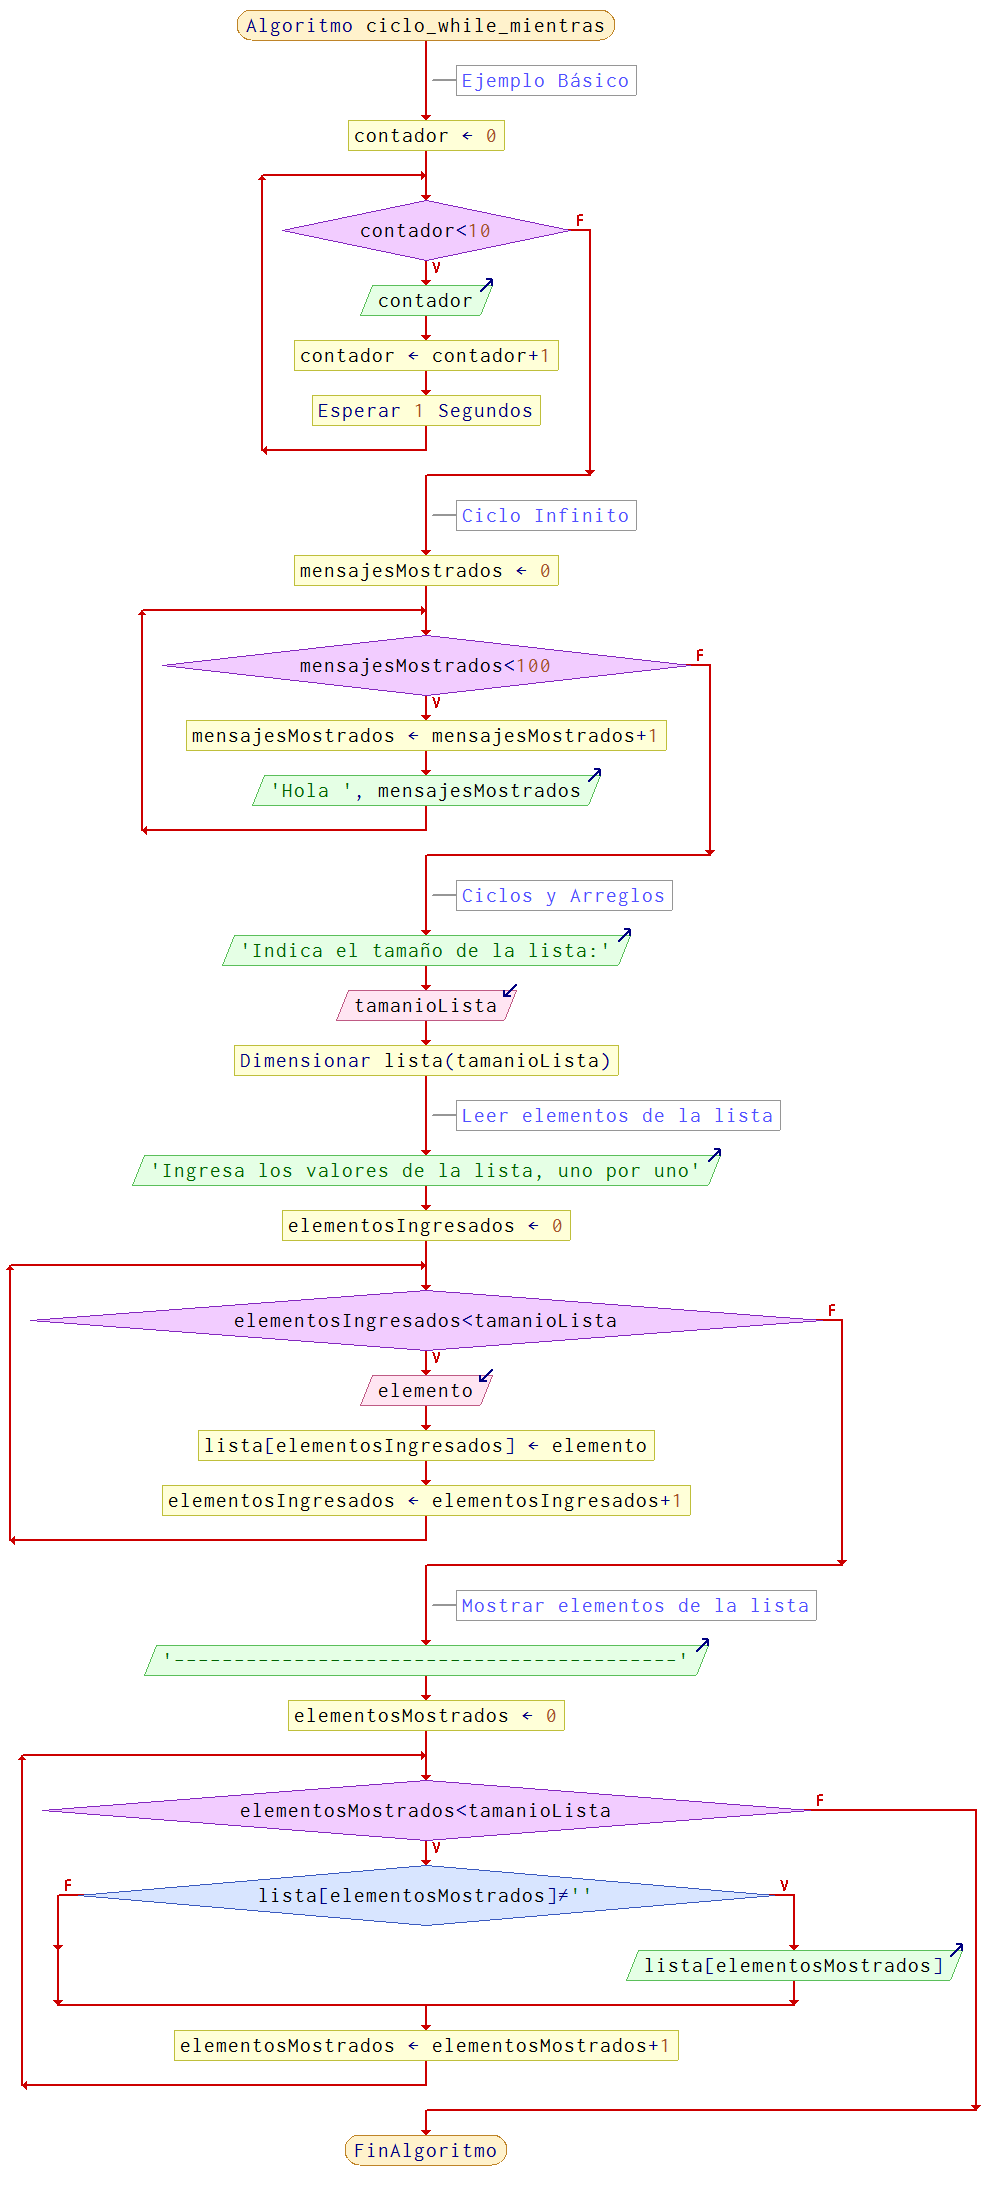 Algoritmo ciclo_while_mientras
Ejemplo Básico
contador ← 0
contador<10
F
V
contador
contador ← contador+1
Esperar 1 Segundos
Ciclo Infinito
mensajesMostrados ← 0
mensajesMostrados<100
F
V
mensajesMostrados ← mensajesMostrados+1
'Hola ', mensajesMostrados
Ciclos y Arreglos
'Indica el tamaño de la lista:'
tamanioLista
Dimensionar lista(tamanioLista)
Leer elementos de la lista
'Ingresa los valores de la lista, uno por uno'
elementosIngresados ← 0
elementosIngresados<tamanioLista
F
V
elemento
lista[elementosIngresados] ← elemento
elementosIngresados ← elementosIngresados+1
Mostrar elementos de la lista
'------------------------------------------'
elementosMostrados ← 0
elementosMostrados<tamanioLista
F
V
F
lista[elementosMostrados]≠''
V
lista[elementosMostrados]
elementosMostrados ← elementosMostrados+1
FinAlgoritmo